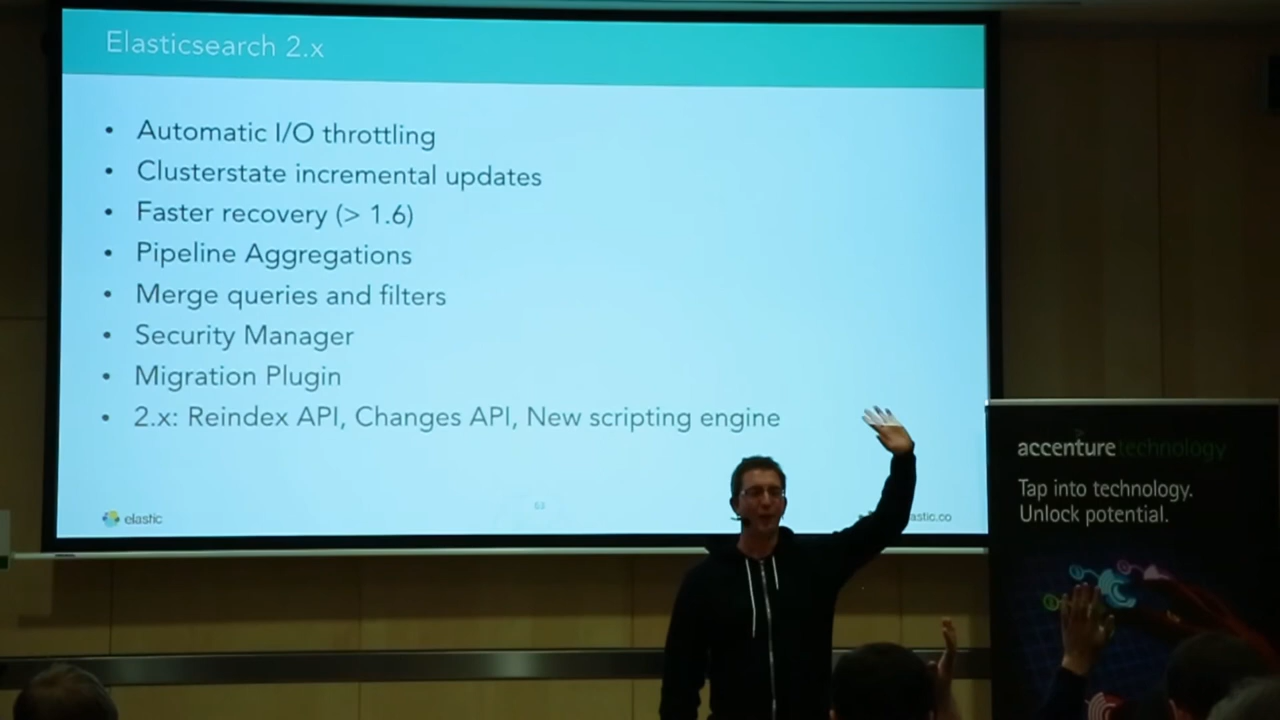 Elasticsearch 2.x
• Automatic I/O throttling
• Clusterstate incremental updates
• Faster recovery (> 1.6)
• Pipeline Aggregations
• Merge queries and filters
• Security Manager
• Migration Plugin
• 2.x: Reindex API, Changes API, New scripting engine
elastic
astic.co
accenturetechnology
Tap into technology.
Unlock potential.